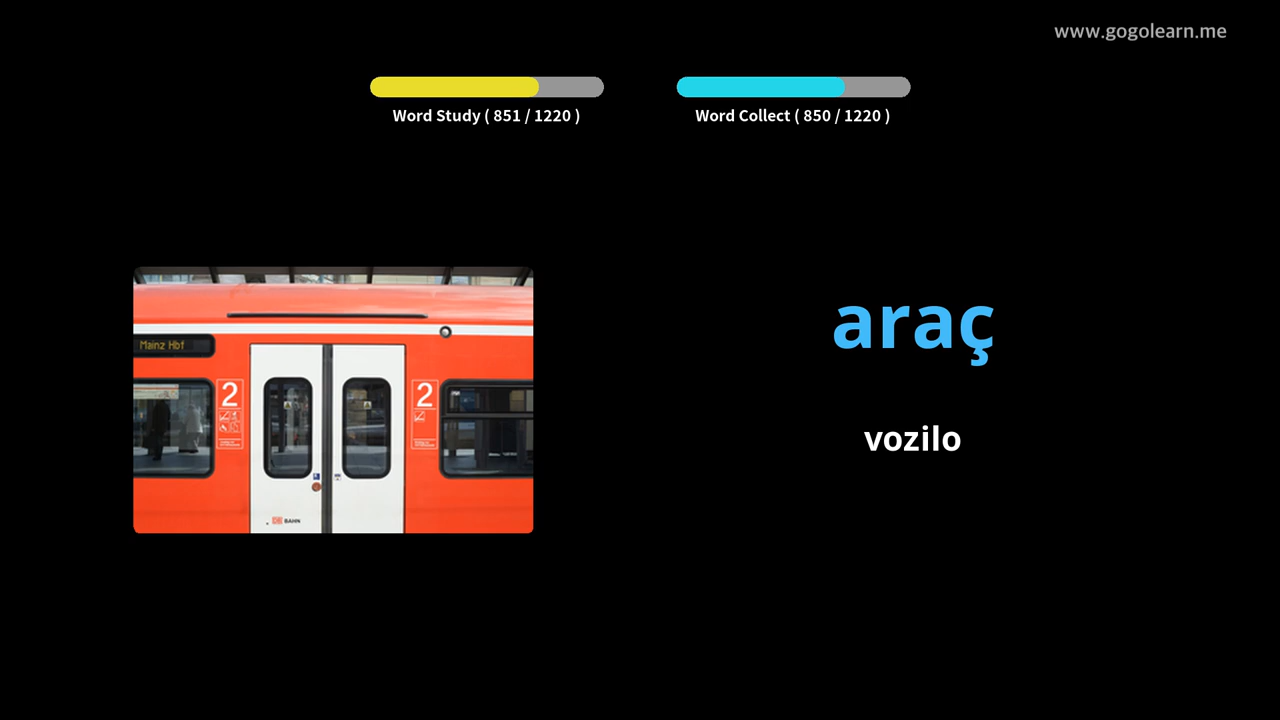 www.gogolearn.me
Word Study ( 851 / 1220 )
Word Collect ( 850 / 1220 )
Mainz Hbf
2
2
araç
vozilo
DB BAHN